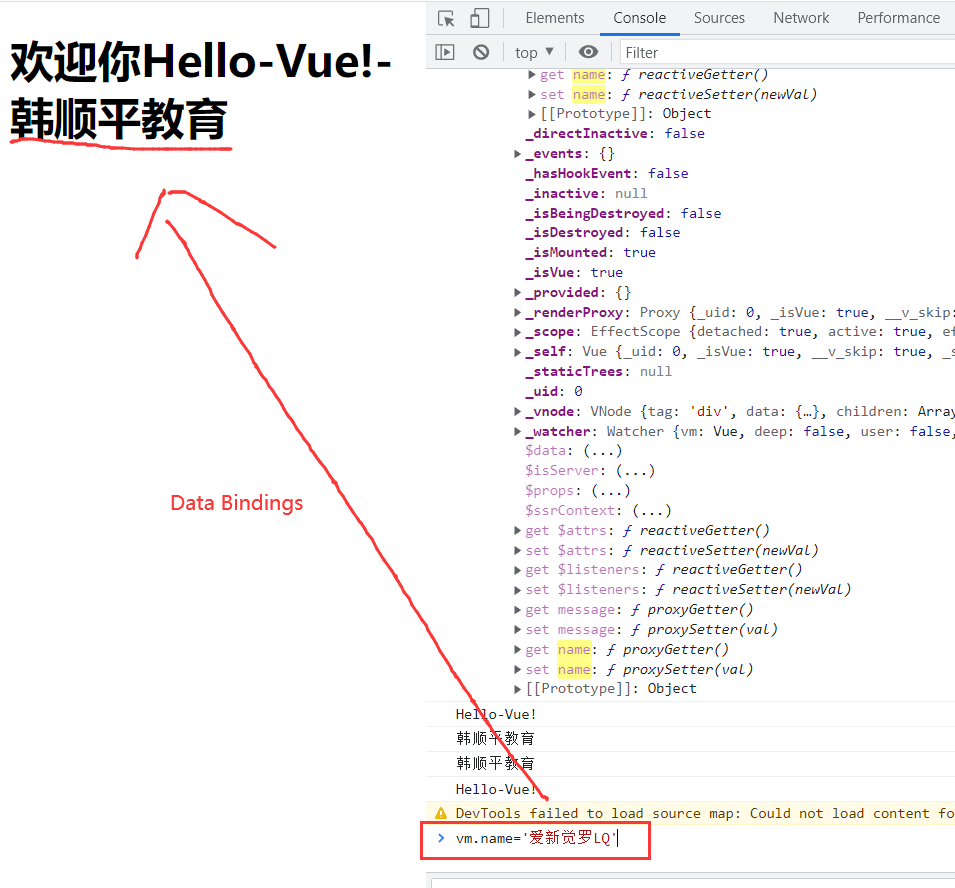 欢迎你Hello-Vue!-
韩顺平教育
Data Bindings
Elements Console Sources Network Performance
top ▼ Filter
▶ get name: ƒ reactiveGetter()
▶ set name: ƒ reactiveSetter(newVal)
▶ [[Prototype]]: Object
_directInactive: false
▶ _events: {}
_hasHookEvent: false
_inactive: null
_isBeingDestroyed: false
_isDestroyed: false
_isMounted: true
_isVue: true
▶ _provided: {}
▶ _renderProxy: Proxy {_uid: 0, _isVue: true, __v_skip:
▶ _scope: EffectScope {detached: true, active: true, ef
▶ _self: Vue {_uid: 0, _isVue: true, __v_skip: true, _s
_staticTrees: null
_uid: 0
▶ _vnode: VNode {tag: 'div', data: {…}, children: Array
▶ _watcher: Watcher {vm: Vue, deep: false, user: false,
$data: (...)
$isServer: (...)
$props: (...)
$ssrContext: (...)
▶ get $attrs: ƒ reactiveGetter()
▶ set $attrs: ƒ reactiveSetter(newVal)
▶ get $listeners: ƒ reactiveGetter()
▶ set $listeners: ƒ reactiveSetter(newVal)
▶ get message: ƒ proxyGetter()
▶ set message: ƒ proxySetter(val)
▶ get name: ƒ proxyGetter()
▶ set name: ƒ proxySetter(val)
▶ [[Prototype]]: Object
Hello-Vue!
韩顺平教育
韩顺平教育
Hello-Vue!
DevTools failed to load source map: Could not load content fo
> vm.name='爱新觉罗LQ'